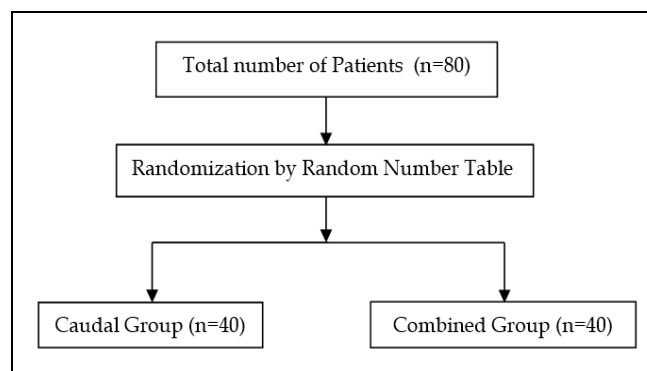 Total number of Patients (n=80)
Randomization by Random Number Table
Caudal Group (n=40)
Combined Group (n=40)